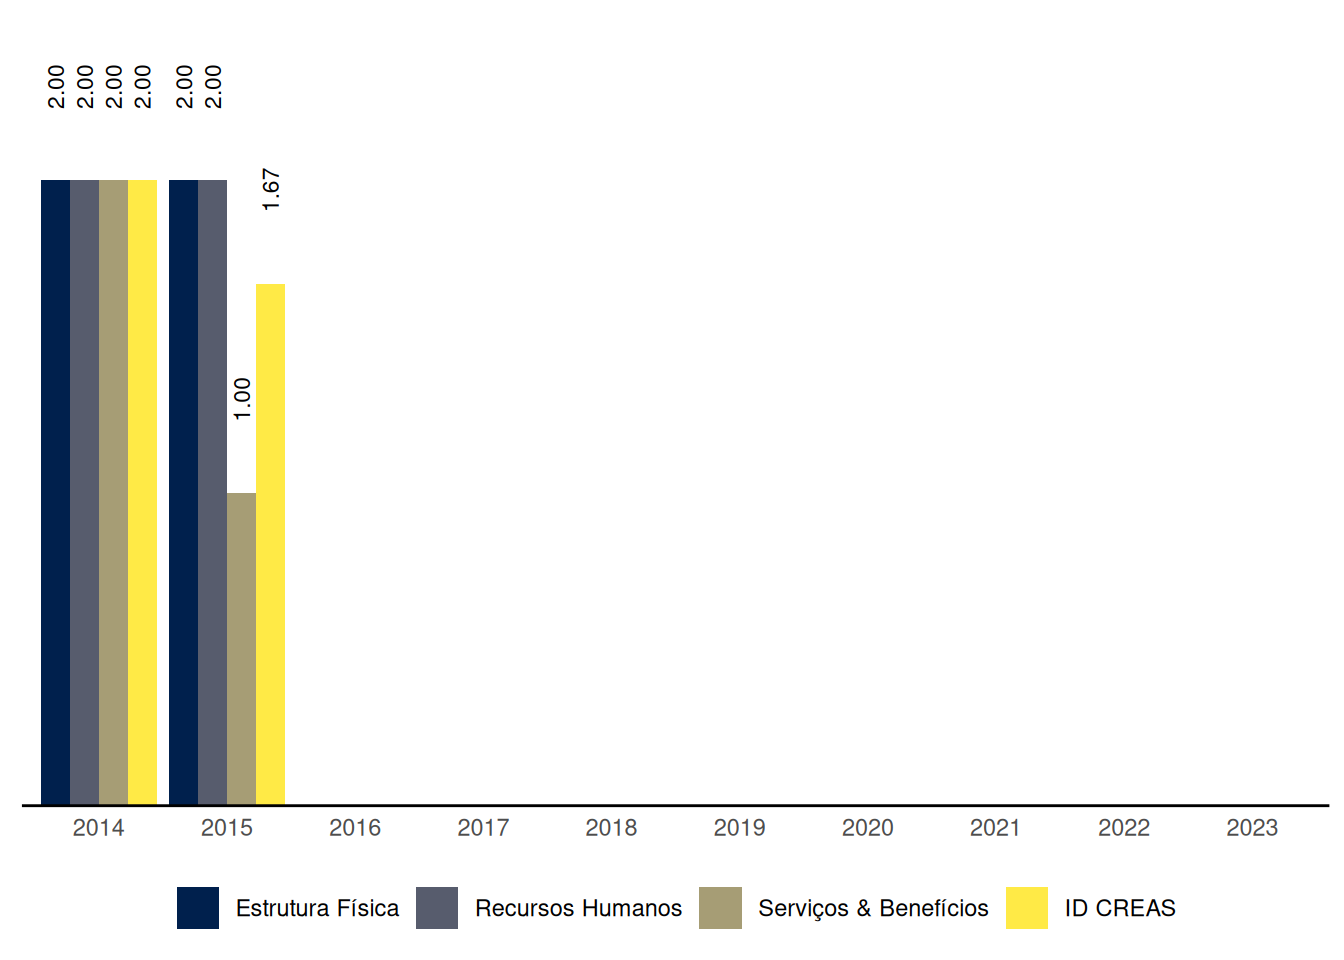 2.00 2.00 2.00 2.00 2.00 2.00
1.67
1.00
2014 2015 2016 2017 2018 2019 2020 2021 2022 2023
Estrutura Física Recursos Humanos Serviços & Benefícios ID CREAS